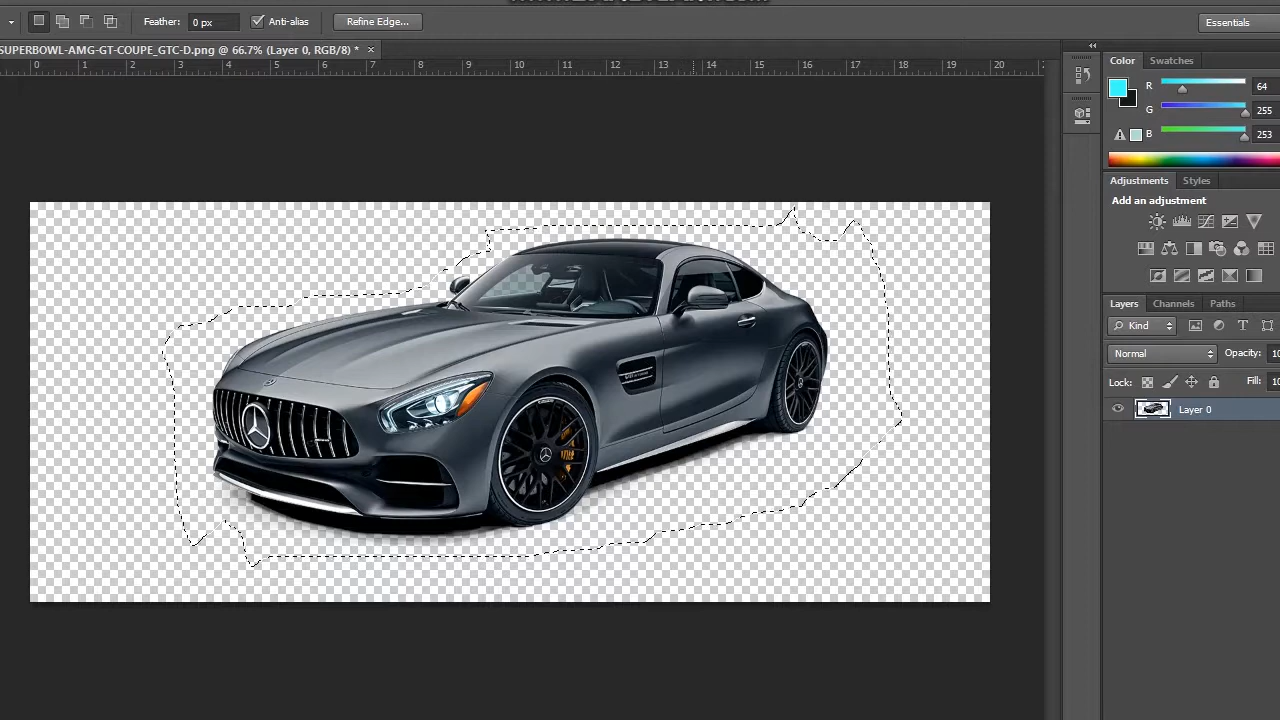 Feather: 0 px Anti-alias Refine Edge... Essentials
SUPERBOWL-AMG-GT-COUPE_GTC-D.png @ 66.7% (Layer 0, RGB/8) * ×
0 1 2 3 4 5 6 7 8 9 10 11 12 13 14 15 16 17 18 19 20
Color Swatches
R 64
G 255
B 253
Adjustments Styles
Add an adjustment
Layers Channels Paths
Kind
Normal Opacity:
Lock: Fill:
Layer 0